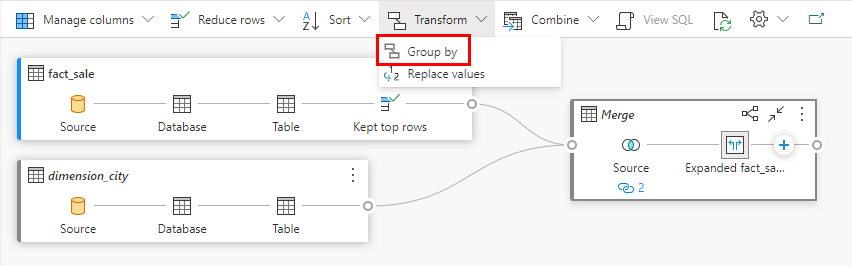 Manage columns Reduce rows Sort Transform Combine View SQL
Group by
Replace values
fact_sale
Source Database Table Kept top rows
Merge
Source Expanded fact_sa...
2
dimension_city
Source Database Table